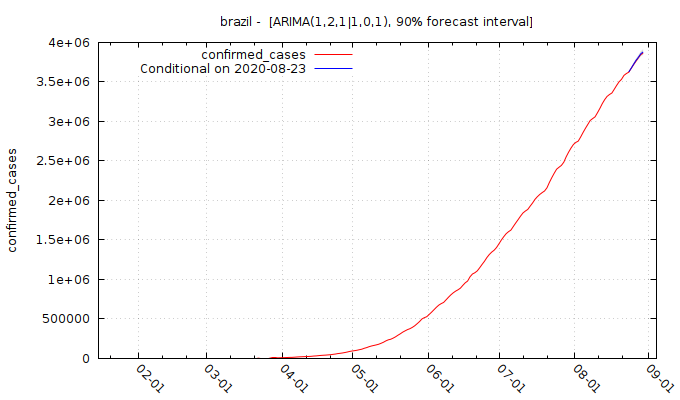 brazil - [ARIMA(1,2,1|1,0,1), 90% forecast interval]
confirmed_cases
Conditional on 2020-08-23
confirmed_cases
4e+06
3.5e+06
3e+06
2.5e+06
2e+06
1.5e+06
1e+06
500000
0
02-01
03-01
04-01
05-01
06-01
07-01
08-01
09-01